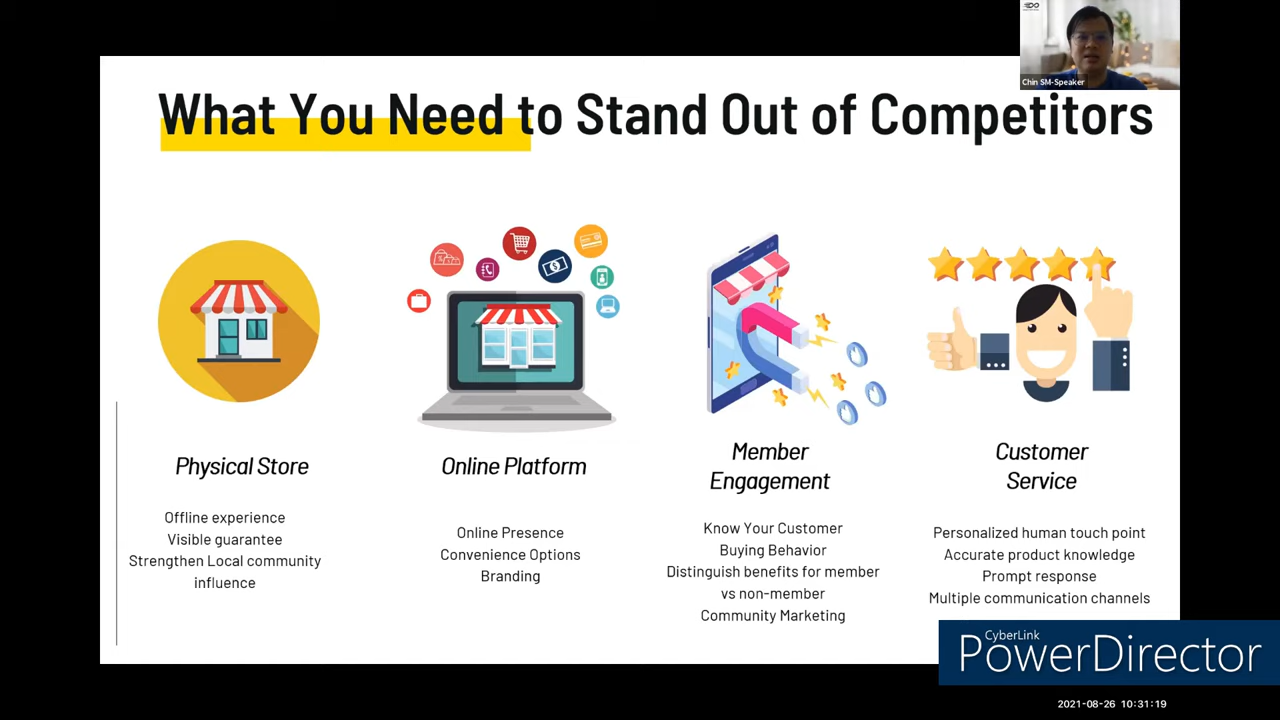 Chin SM-Speaker
What You Need to Stand Out of Competitors
Physical Store
Offline experience
Visible guarantee
Strengthen Local community
influence
Online Platform
Online Presence
Convenience Options
Branding
Member
Engagement
Know Your Customer
Buying Behavior
Distinguish benefits for member
vs non-member
Community Marketing
Customer
Service
Personalized human touch point
Accurate product knowledge
Prompt response
Multiple communication channels
CyberLink
PowerDirector
2021-08-26 10:31:19